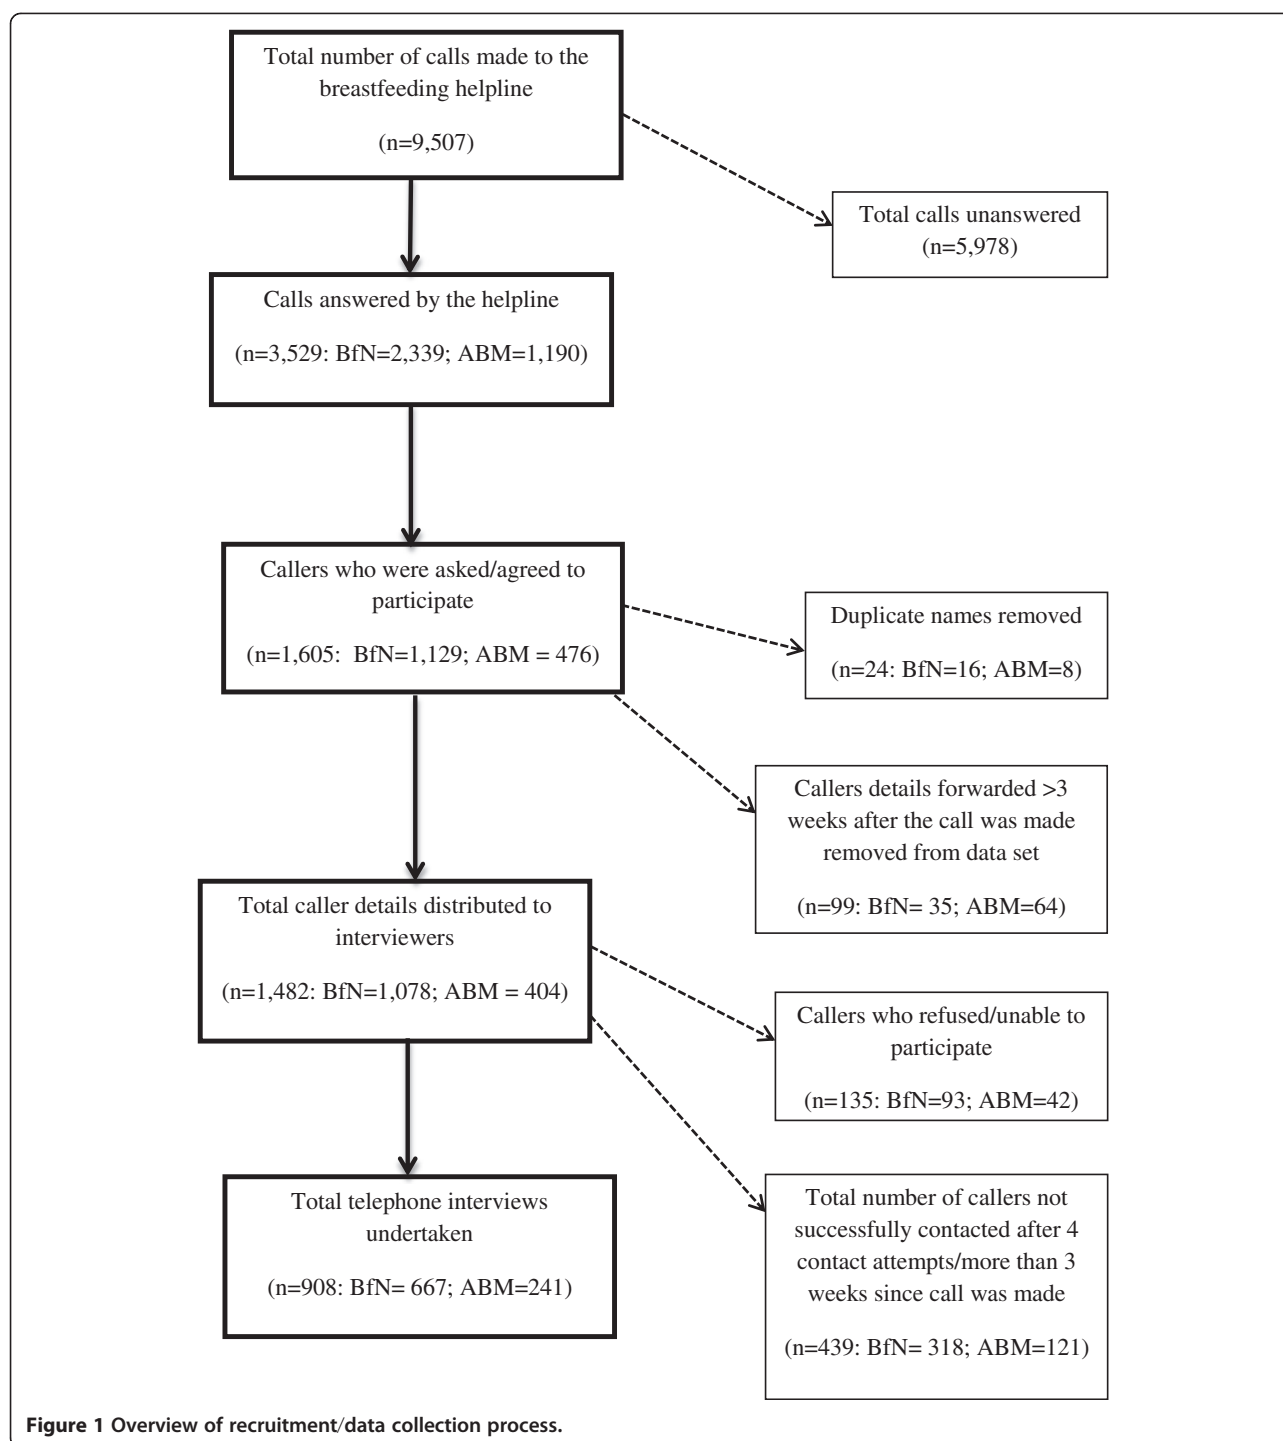 Total number of calls made to the
breastfeeding helpline
(n=9,507)
Total calls unanswered
(n=5,978)
Calls answered by the helpline
(n=3,529: BfN=2,339; ABM=1,190)
Callers who were asked/agreed to
participate
(n=1,605:  BfN=1,129; ABM = 476)
Duplicate names removed
(n=24: BfN=16; ABM=8)
Callers details forwarded >3
weeks after the call was made
removed from data set
(n=99: BfN= 35; ABM=64)
Total caller details distributed to
interviewers
(n=1,482: BfN=1,078; ABM = 404)
Callers who refused/unable to
participate
(n=135: BfN=93; ABM=42)
Total telephone interviews
undertaken
(n=908: BfN= 667; ABM=241)
Total number of callers not
successfully contacted after 4
contact attempts/more than 3
weeks since call was made
(n=439: BfN= 318; ABM=121)
Figure 1 Overview of recruitment/data collection process.